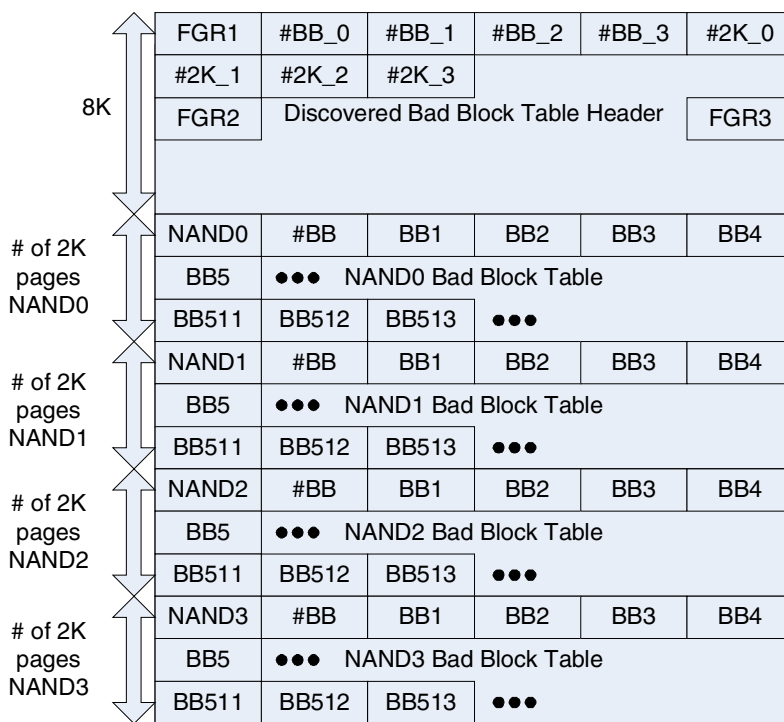 FGR1 #BB_0 #BB_1 #BB_2 #BB_3 #2K_0
#2K_1 #2K_2 #2K_3
8K
FGR2 Discovered Bad Block Table Header FGR3
NAND0 #BB BB1 BB2 BB3 BB4
# of 2K
pages
NAND0
BB5 ●●● NAND0 Bad Block Table
BB511 BB512 BB513 ●●●
NAND1 #BB BB1 BB2 BB3 BB4
# of 2K
pages
NAND1
BB5 ●●● NAND1 Bad Block Table
BB511 BB512 BB513 ●●●
NAND2 #BB BB1 BB2 BB3 BB4
# of 2K
pages
NAND2
BB5 ●●● NAND2 Bad Block Table
BB511 BB512 BB513 ●●●
NAND3 #BB BB1 BB2 BB3 BB4
# of 2K
pages
NAND3
BB5 ●●● NAND3 Bad Block Table
BB511 BB512 BB513 ●●●